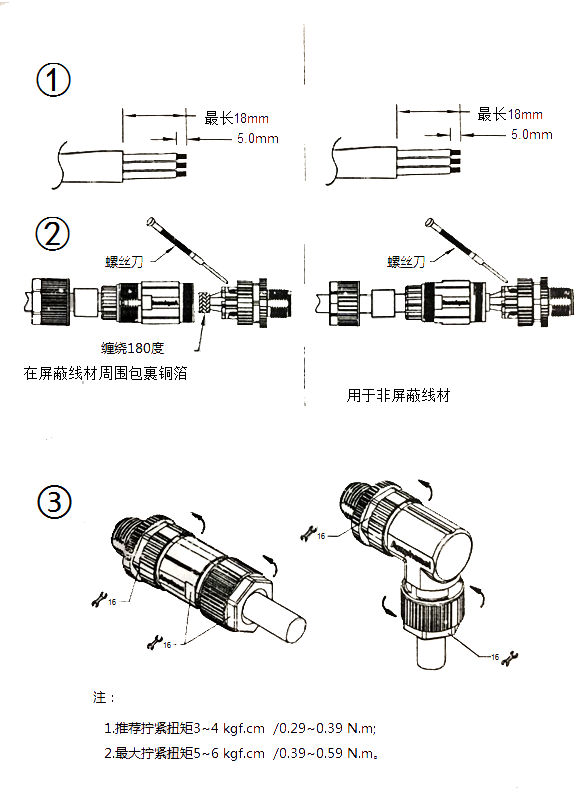 ①
最长18mm
5.0mm
最长18mm
5.0mm
②
螺丝刀
缠绕180度
在屏蔽线材周围包裹铜箔
螺丝刀
用于非屏蔽线材
③
16
16
16
16
注：
1.推荐拧紧扭矩3~4 kgf.cm /0.29~0.39 N.m;
2.最大拧紧扭矩5~6 kgf.cm /0.39~0.59 N.m。